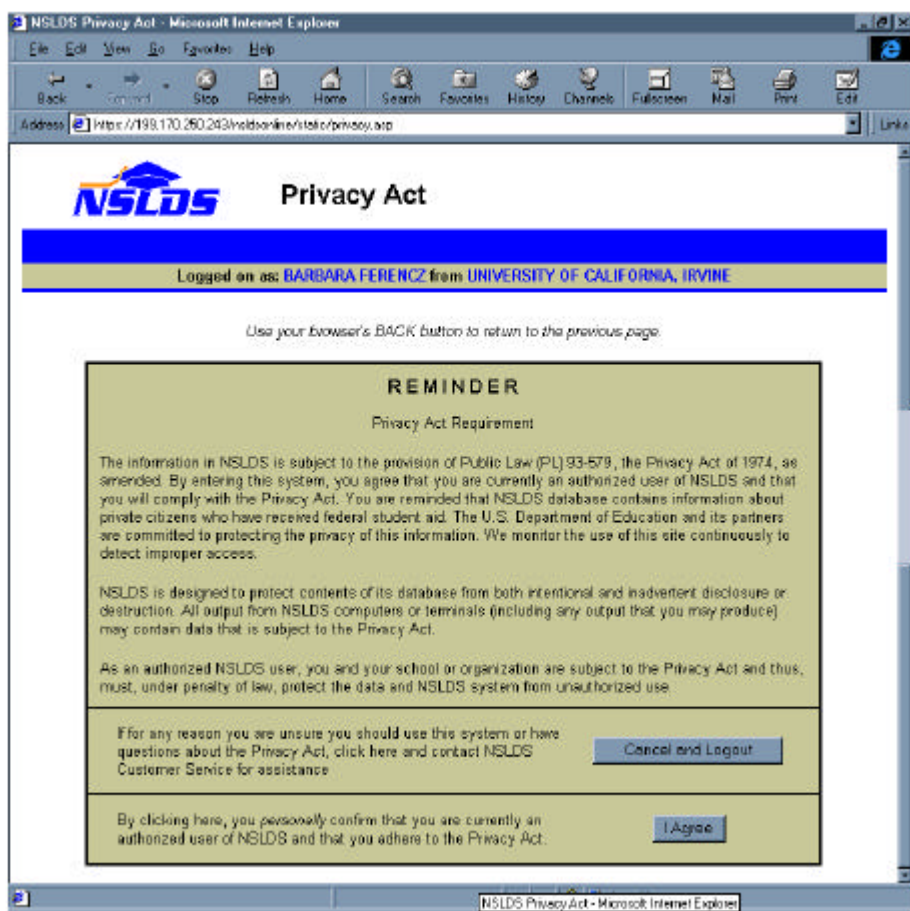 NSLDS Privacy Act - Microsoft Internet Explorer
File Edit View Go Favorites Help
Back Forward Stop Refresh Home Search Favorites History Channels Fullscreen Mail Print Edit
Address https://199.170.250.243/nsldsonline/static/privacy.asp Links
NSLDS Privacy Act
Logged on as: BARBARA FERENCZ from UNIVERSITY OF CALIFORNIA, IRVINE
Use your browser's BACK button to return to the previous page.
REMINDER
Privacy Act Requirement
The information in NSLDS is subject to the provision of Public Law (PL) 93-579, the Privacy Act of 1974, as
amended. By entering this system, you agree that you are currently an authorized user of NSLDS and that
you will comply with the Privacy Act. You are reminded that NSLDS database contains information about
private citizens who have received federal student aid. The U.S. Department of Education and its partners
are committed to protecting the privacy of this information. We monitor the use of this site continuously to
detect improper access.
NSLDS is designed to protect contents of its database from both intentional and inadvertent disclosure or
destruction. All output from NSLDS computers or terminals (including any output that you may produce)
may contain data that is subject to the Privacy Act.
As an authorized NSLDS user, you and your school or organization are subject to the Privacy Act and thus,
must, under penalty of law, protect the data and NSLDS system from unauthorized use.
If for any reason you are unsure you should use this system or have
questions about the Privacy Act, click here and contact NSLDS
Customer Service for assistance
Cancel and Logout
By clicking here, you personally confirm that you are currently an
authorized user of NSLDS and that you adhere to the Privacy Act.
I Agree
NSLDS Privacy Act - Microsoft Internet Explorer